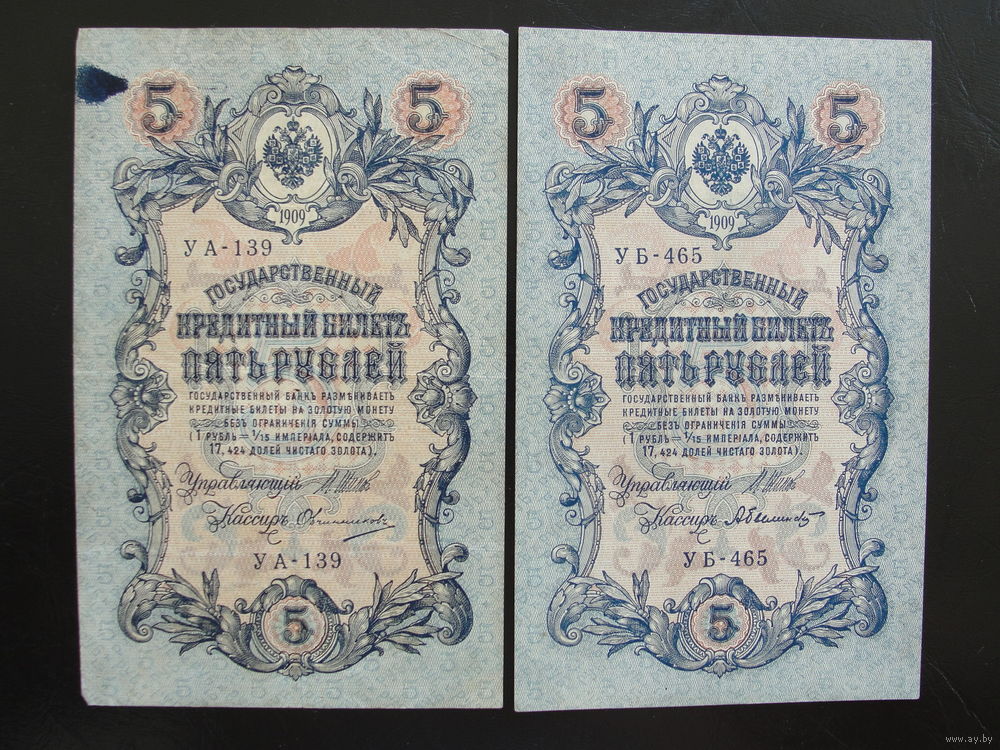 5 5
1909
УА-139
ГОСУДАРСТВЕННЫЙ
КРЕДИТНЫЙ БИЛЕТЪ
ПЯТЬ РУБЛЕЙ
ГОСУДАРСТВЕННЫЙ БАНКЪ РАЗМѢНИВАЕТЪ
КРЕДИТНЫЕ БИЛЕТЫ НА ЗОЛОТУЮ МОНЕТУ
БЕЗЪ ОГРАНИЧЕНІЯ СУММЫ
(1 РУБЛЬ = 1/15 ИМПЕРІАЛА, СОДЕРЖИТЪ
17,424 ДОЛЕЙ ЧИСТАГО ЗОЛОТА).
Управляющій И Шипов
Кассиръ Овчинников
УА-139
5
5 5
1909
УБ-465
ГОСУДАРСТВЕННЫЙ
КРЕДИТНЫЙ БИЛЕТЪ
ПЯТЬ РУБЛЕЙ
ГОСУДАРСТВЕННЫЙ БАНКЪ РАЗМѢНИВАЕТЪ
КРЕДИТНЫЕ БИЛЕТЫ НА ЗОЛОТУЮ МОНЕТУ
БЕЗЪ ОГРАНИЧЕНІЯ СУММЫ
(1 РУБЛЬ = 1/15 ИМПЕРІАЛА, СОДЕРЖИТЪ
17,424 ДОЛЕЙ ЧИСТАГО ЗОЛОТА).
Управляющій И Шипов
Кассиръ
УБ-465
5
www.ay.by